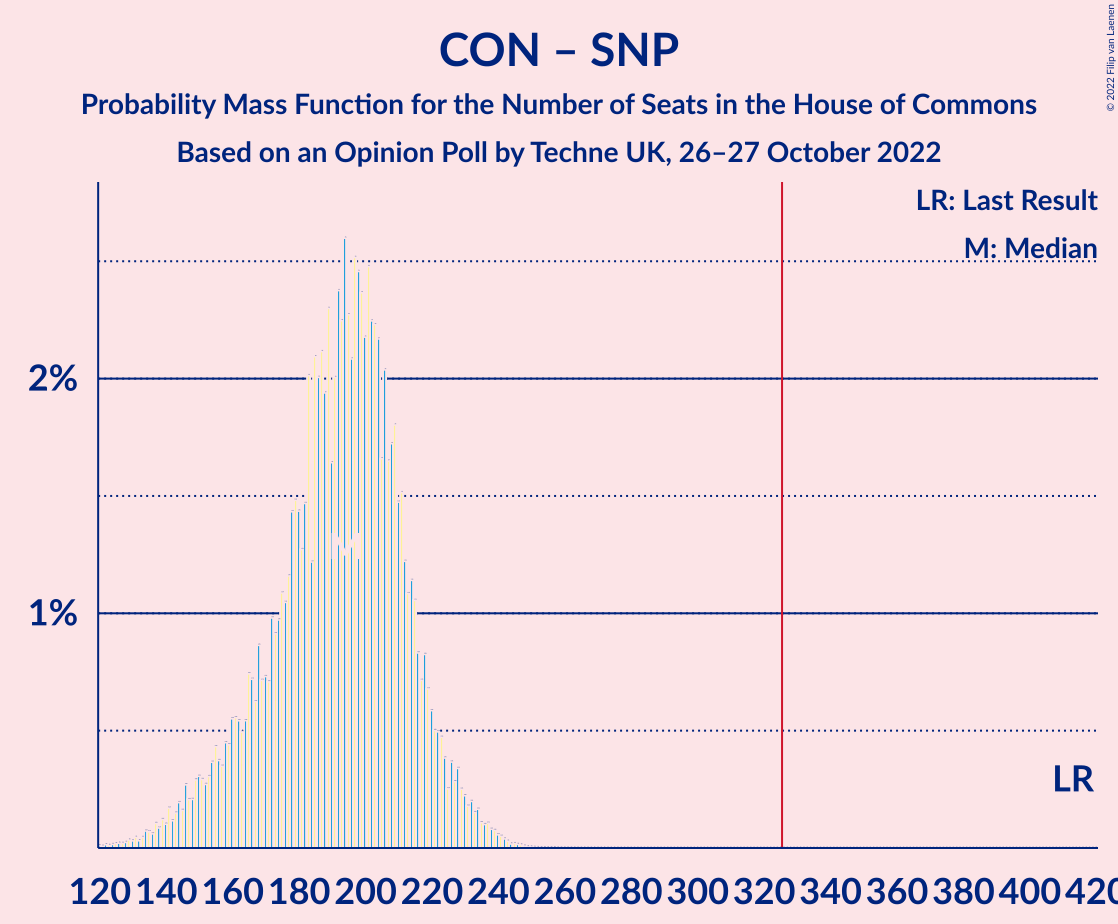 CON – SNP
Probability Mass Function for the Number of Seats in the House of Commons
Based on an Opinion Poll by Techne UK, 26–27 October 2022
© 2022 Filip van Laenen
LR: Last Result
M: Median
2%
1%
LR
120 140 160 180 200 220 240 260 280 300 320 340 360 380 400 420